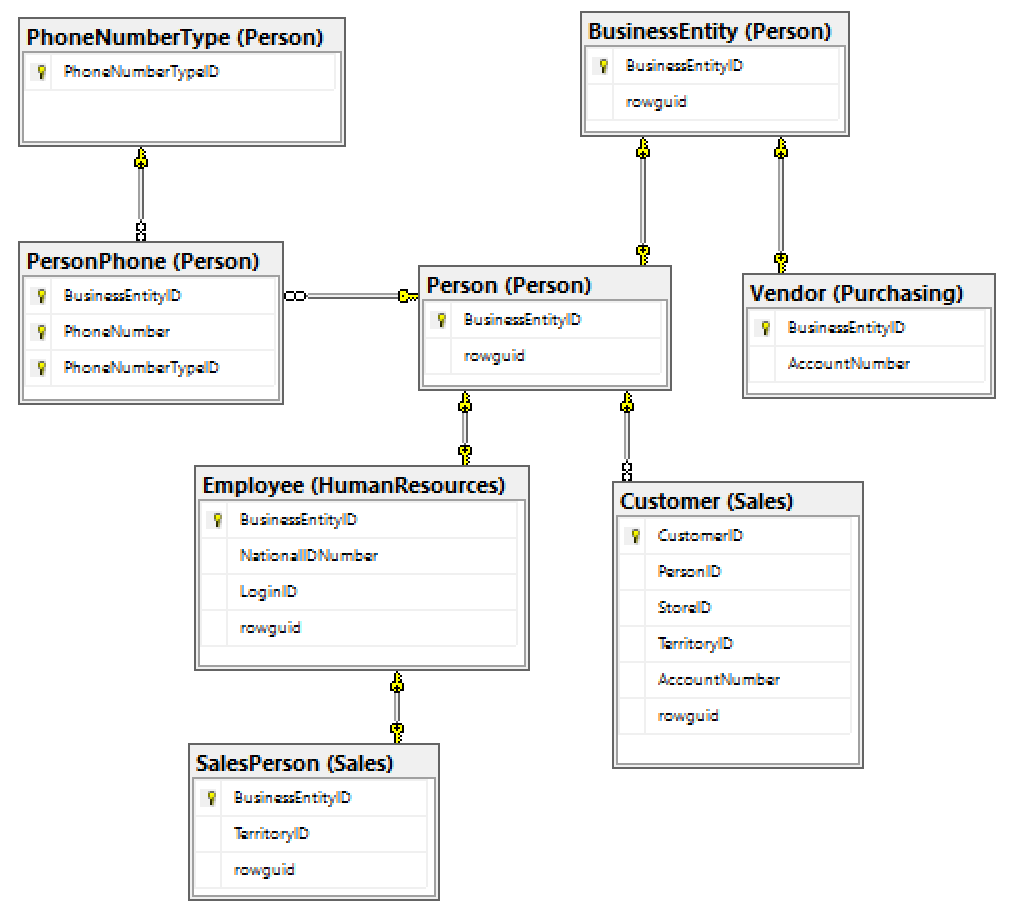 PhoneNumberType (Person)
PhoneNumberTypeID
BusinessEntity (Person)
BusinessEntityID
rowguid
PersonPhone (Person)
BusinessEntityID
PhoneNumber
PhoneNumberTypeID
Person (Person)
BusinessEntityID
rowguid
Vendor (Purchasing)
BusinessEntityID
AccountNumber
Employee (HumanResources)
BusinessEntityID
NationalIDNumber
LoginID
rowguid
Customer (Sales)
CustomerID
PersonID
StoreID
TerritoryID
AccountNumber
rowguid
SalesPerson (Sales)
BusinessEntityID
TerritoryID
rowguid